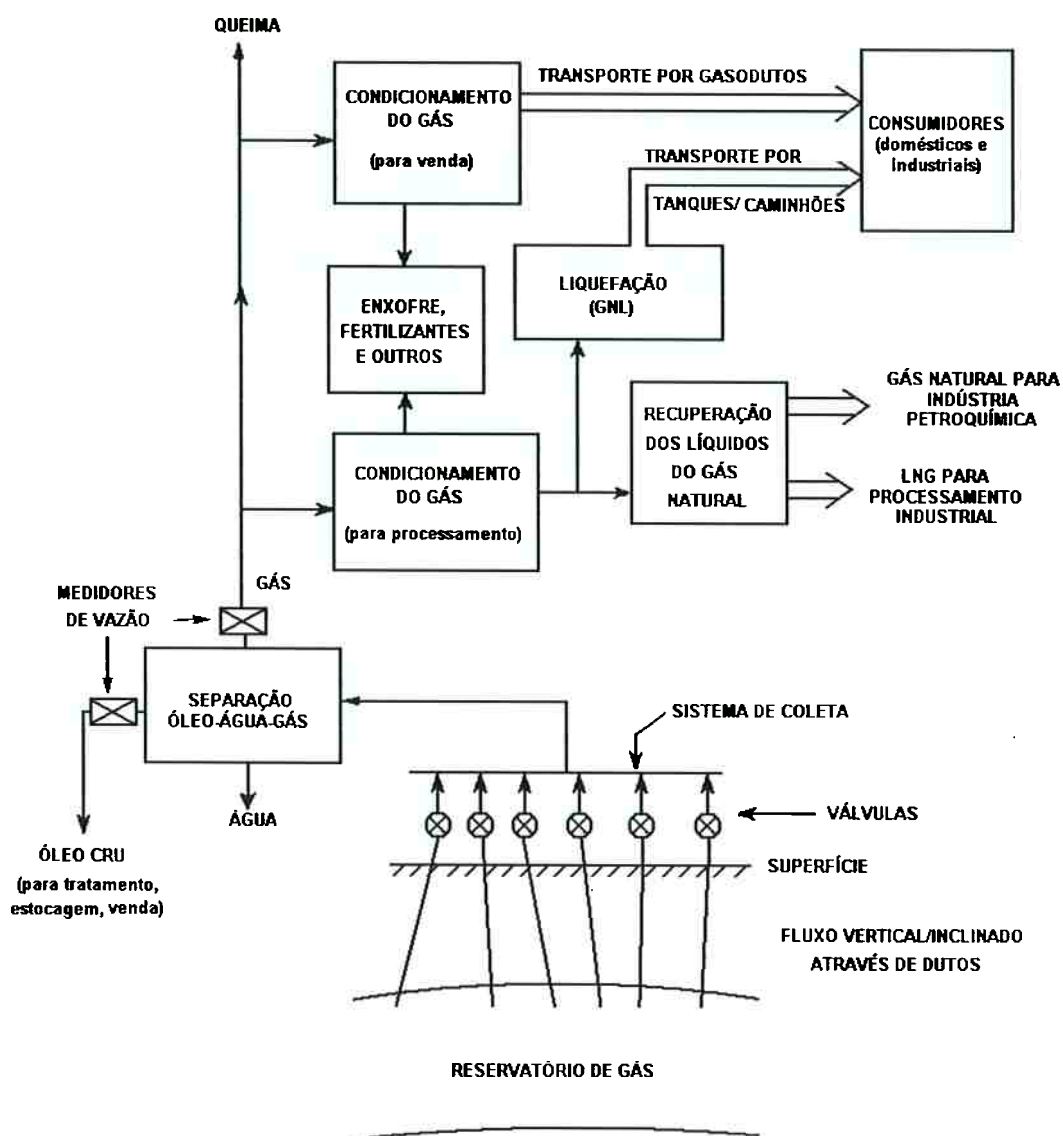 QUEIMA
CONDICIONAMENTO
DO GÁS
(para venda)
TRANSPORTE POR GASODUTOS
CONSUMIDORES
(domésticos e
industriais)
TRANSPORTE POR
TANQUES/ CAMINHÕES
ENXOFRE,
FERTILIZANTES
E OUTROS
LIQUEFAÇÃO
(GNL)
CONDICIONAMENTO
DO GÁS
(para processamento)
RECUPERAÇÃO
DOS LÍQUIDOS
DO GÁS
NATURAL
GÁS NATURAL PARA
INDÚSTRIA
PETROQUÍMICA
LNG PARA
PROCESSAMENTO
INDUSTRIAL
MEDIDORES
DE VAZÃO
GÁS
SEPARAÇÃO
ÓLEO-ÁGUA-GÁS
ÁGUA
ÓLEO CRU
(para tratamento,
estocagem, venda)
SISTEMA DE COLETA
VÁLVULAS
SUPERFÍCIE
FLUXO VERTICAL/INCLINADO
ATRAVÉS DE DUTOS
RESERVATÓRIO DE GÁS